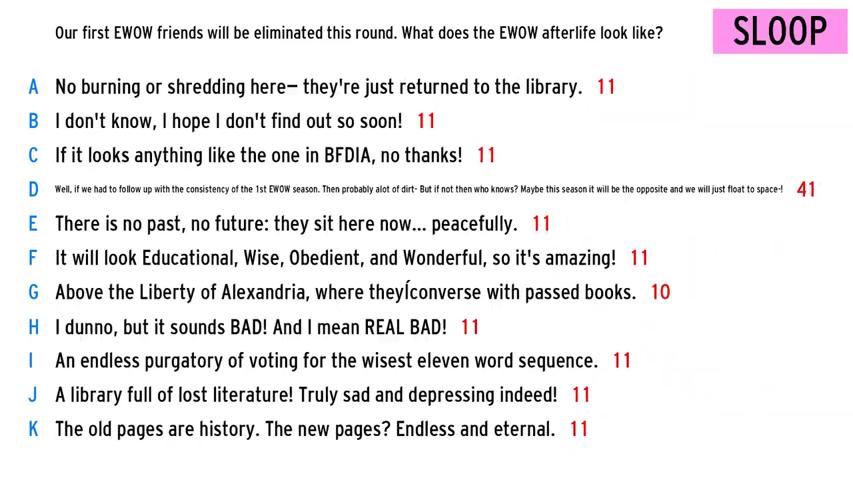 Our first EWOW friends will be eliminated this round. What does the EWOW afterlife look like?
SLOOP
A No burning or shredding here— they're just returned to the library. 11
B I don't know, I hope I don't find out so soon! 11
C If it looks anything like the one in BFDIA, no thanks! 11
D Well, if we had to follow up with the consistency of the 1st EWOW season. Then probably alot of dirt- But if not then who knows? Maybe this season it will be the opposite and we will just float to space-! 41
E There is no past, no future: they sit here now... peacefully. 11
F It will look Educational, Wise, Obedient, and Wonderful, so it's amazing! 11
G Above the Liberty of Alexandria, where theyÍconverse with passed books. 10
H I dunno, but it sounds BAD! And I mean REAL BAD! 11
I An endless purgatory of voting for the wisest eleven word sequence. 11
J A library full of lost literature! Truly sad and depressing indeed! 11
K The old pages are history. The new pages? Endless and eternal. 11